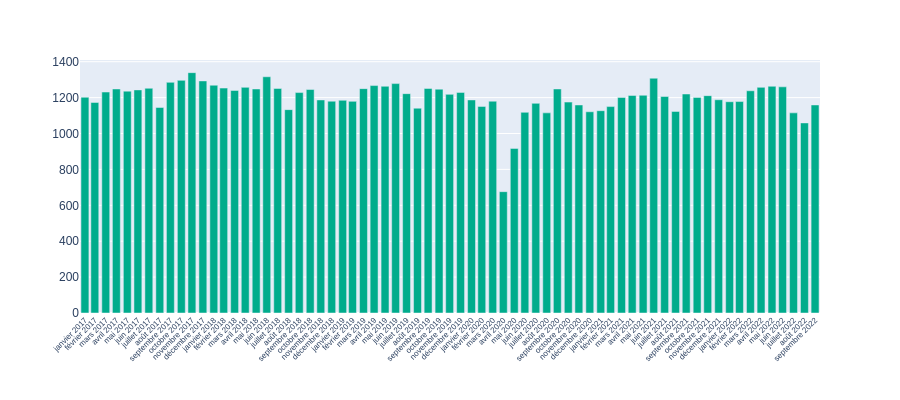 1400
1200
1000
800
600
400
200
0
janvier 2017
février 2017
mars 2017
avril 2017
mai 2017
juin 2017
juillet 2017
août 2017
septembre 2017
octobre 2017
novembre 2017
décembre 2017
janvier 2018
février 2018
mars 2018
avril 2018
mai 2018
juin 2018
juillet 2018
août 2018
septembre 2018
octobre 2018
novembre 2018
décembre 2018
janvier 2019
février 2019
mars 2019
avril 2019
mai 2019
juin 2019
juillet 2019
août 2019
septembre 2019
octobre 2019
novembre 2019
décembre 2019
janvier 2020
février 2020
mars 2020
avril 2020
mai 2020
juin 2020
juillet 2020
août 2020
septembre 2020
octobre 2020
novembre 2020
décembre 2020
janvier 2021
février 2021
mars 2021
avril 2021
mai 2021
juin 2021
juillet 2021
août 2021
septembre 2021
octobre 2021
novembre 2021
décembre 2021
janvier 2022
février 2022
mars 2022
avril 2022
mai 2022
juin 2022
juillet 2022
août 2022
septembre 2022